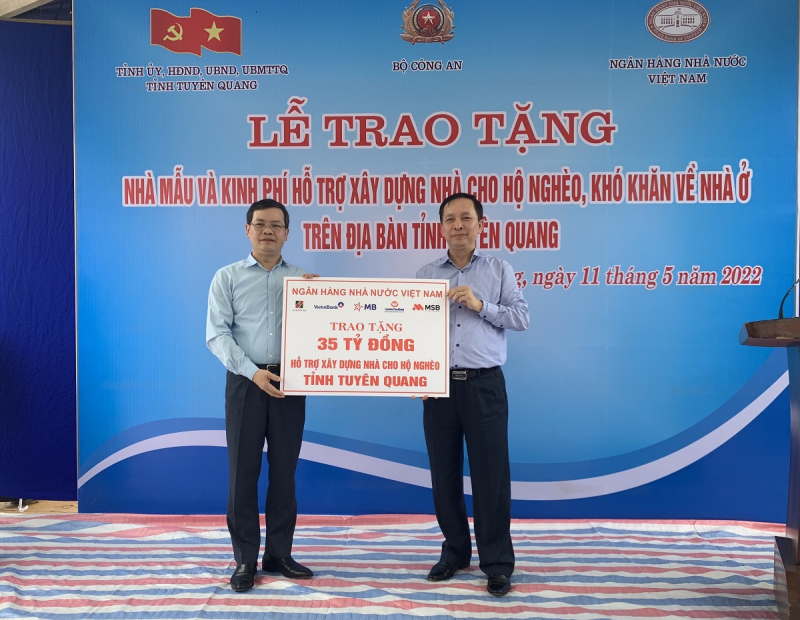 TỈNH ỦY, HĐND, UBND, UBMTTQ
TỈNH TUYÊN QUANG
BỘ CÔNG AN
NGÂN HÀNG NHÀ NƯỚC
VIỆT NAM
LỄ TRAO TẶNG
NHÀ MẪU VÀ KINH PHÍ HỖ TRỢ XÂY DỰNG NHÀ CHO HỘ NGHÈO, KHÓ KHĂN VỀ NHÀ Ở
TRÊN ĐỊA BÀN TỈNH YÊN QUANG
ngày 11 tháng 5 năm 2022
NGÂN HÀNG NHÀ NƯỚC VIỆT NAM
VietinBank MB MSB
TRAO TẶNG
35 TỶ ĐỒNG
HỖ TRỢ XÂY DỰNG NHÀ CHO HỘ NGHÈO
TỈNH TUYÊN QUANG